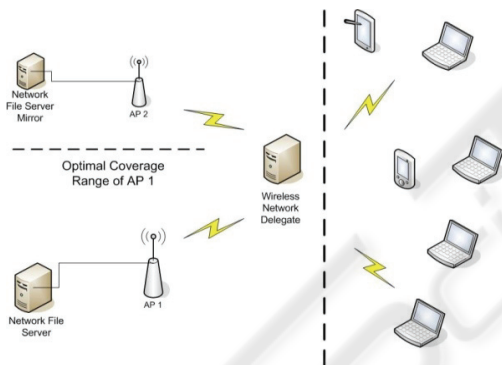 Network
File Server
Mirror
AP 2
Optimal Coverage
Range of AP 1
Wireless
Network
Delegate
AP 1
Network File
Server